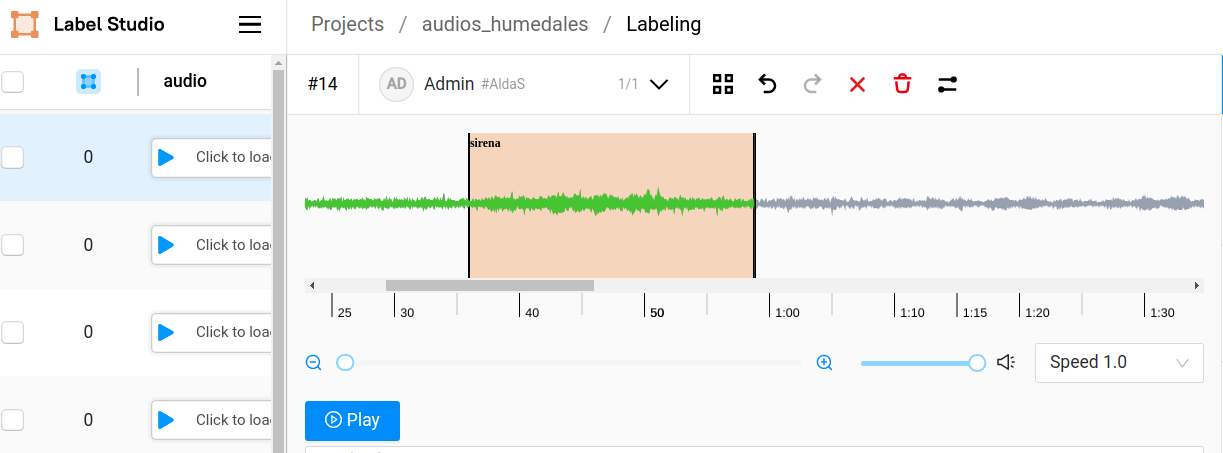 Label Studio
Projects / audios_humedales / Labeling
audio
#14 AD Admin #AldaS 1/1
0 Click to loa
0 Click to loa
0 Click to loa
0 Click to loa
sirena
25 30 40 50 1:00 1:10 1:15 1:20 1:30
Speed 1.0
Play